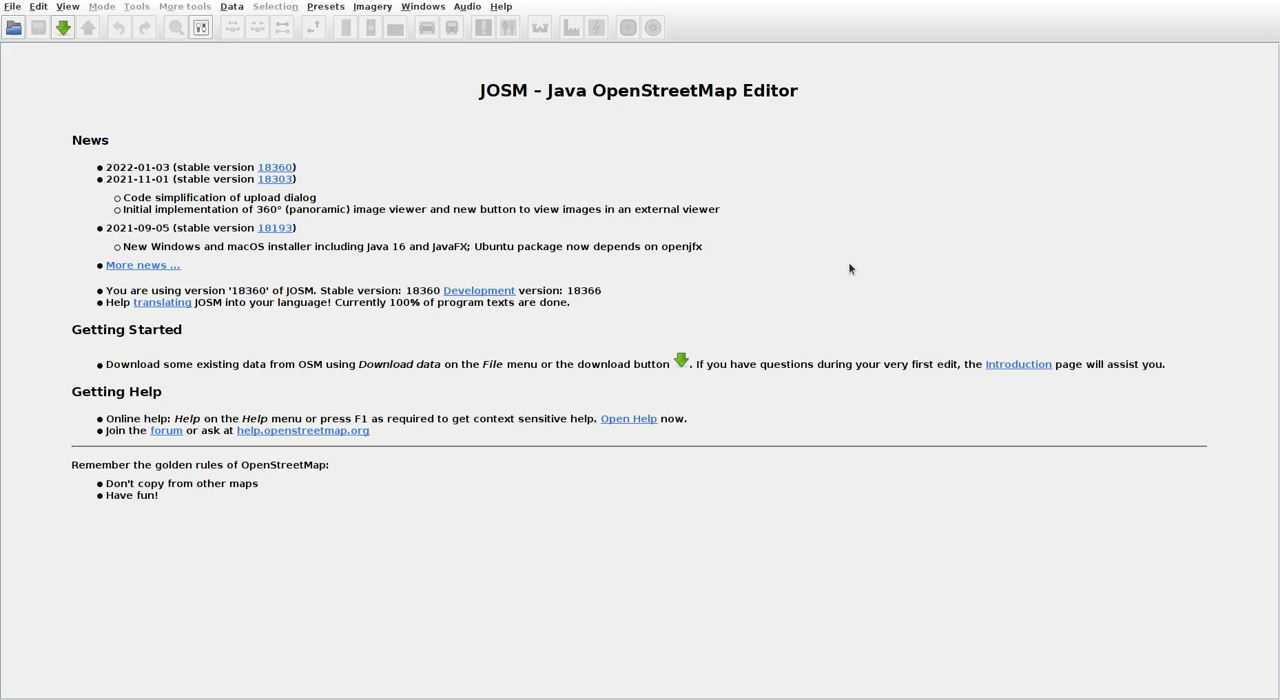 File Edit View Mode Tools More tools Data Selection Presets Imagery Windows Audio Help
JOSM – Java OpenStreetMap Editor
News
2022-01-03 (stable version 18360)
2021-11-01 (stable version 18303)
Code simplification of upload dialog
Initial implementation of 360° (panoramic) image viewer and new button to view images in an external viewer
2021-09-05 (stable version 18193)
New Windows and macOS installer including Java 16 and JavaFX; Ubuntu package now depends on openjfx
More news ...
You are using version '18360' of JOSM. Stable version: 18360 Development version: 18366
Help translating JOSM into your language! Currently 100% of program texts are done.
Getting Started
Download some existing data from OSM using Download data on the File menu or the download button . If you have questions during your very first edit, the Introduction page will assist you.
Getting Help
Online help: Help on the Help menu or press F1 as required to get context sensitive help. Open Help now.
Join the forum or ask at help.openstreetmap.org
Remember the golden rules of OpenStreetMap:
Don't copy from other maps
Have fun!